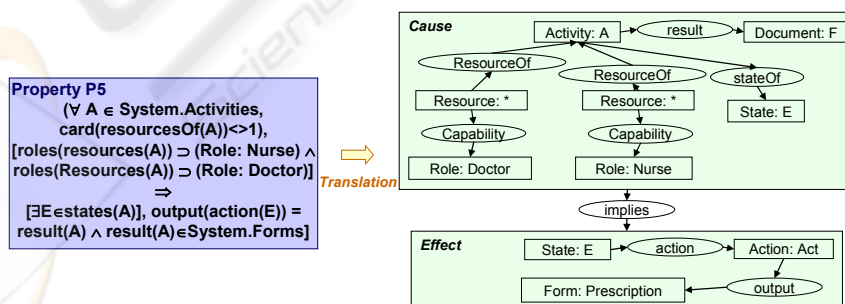 Property P5
(∀ A ∈ System.Activities,
card(resourcesOf(A))<>1),
[roles(resources(A)) ⊃ (Role: Nurse) ∧
roles(Resources(A)) ⊃ (Role: Doctor)]
⇒
[∃E∈states(A)], output(action(E)) =
result(A) ∧ result(A)∈System.Forms]
Translation
Cause
Activity: A
result
Document: F
ResourceOf
ResourceOf
stateOf
Resource: *
Resource: *
State: E
Capability
Capability
Role: Doctor
Role: Nurse
implies
Effect
State: E
action
Action: Act
Form: Prescription
output